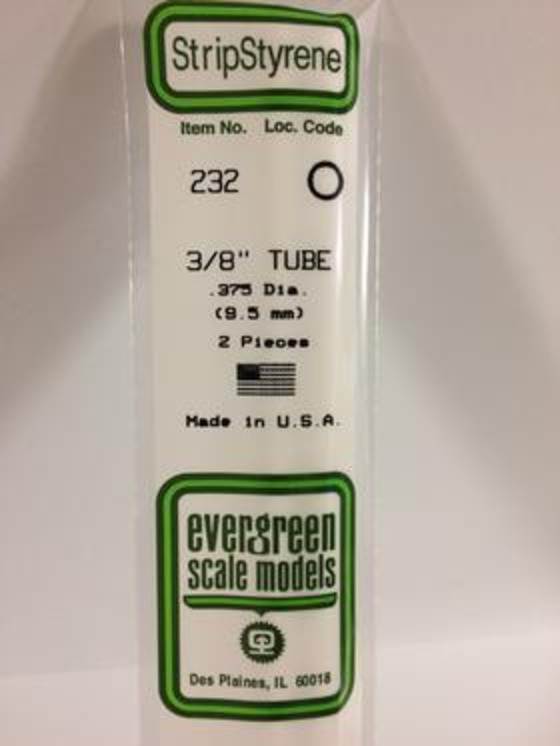 StripStyrene
Item No. Loc. Code
232 O
3/8" TUBE
.375 Dia.
(9.5 mm)
2 Pieces
Made in U.S.A.
evergreen
scale models
Des Plaines, IL 60018